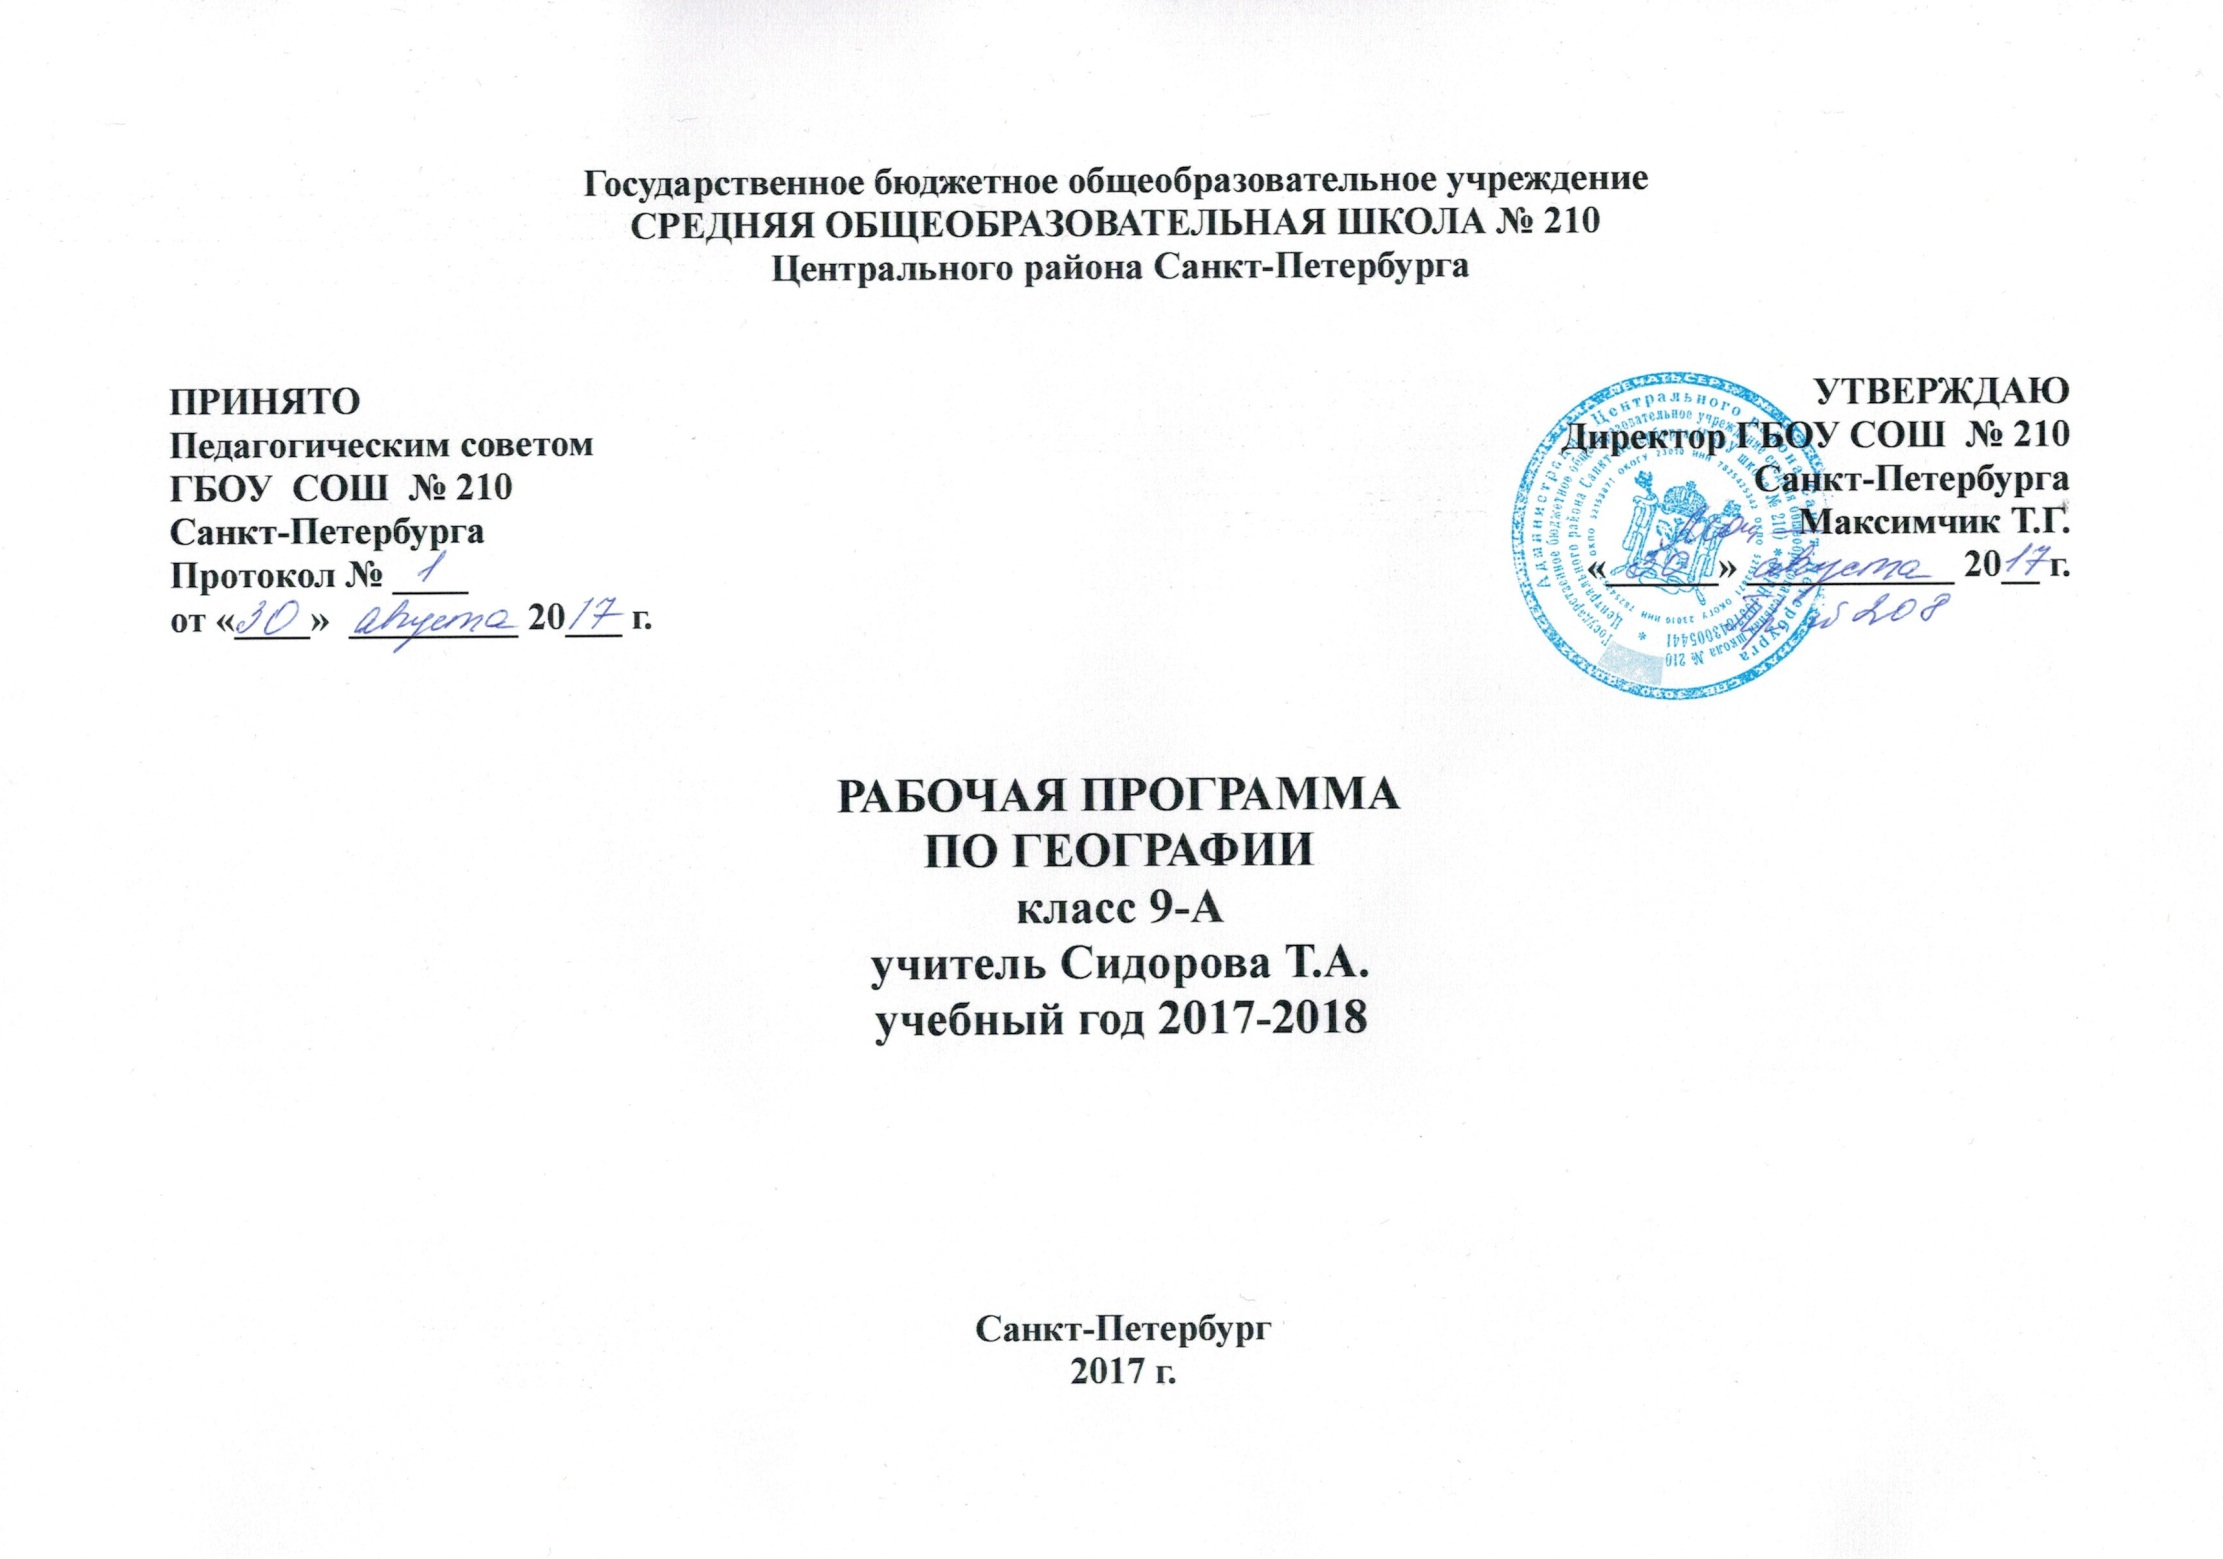 Государственное бюджетное общеобразовательное учреждение
СРЕДНЯЯ ОБЩЕОБРАЗОВАТЕЛЬНАЯ ШКОЛА № 210
Центрального района Санкт-Петербурга
ПРИНЯТО
Педагогическим советом
ГБОУ СОШ № 210
Санкт-Петербурга
Протокол № 1
от «30» августа 2017 г.
УТВЕРЖДАЮ
Директор ГБОУ СОШ № 210
Санкт-Петербурга
Максимчик Т.Г.
«30» августа 2017 г.
208
РАБОЧАЯ ПРОГРАММА
ПО ГЕОГРАФИИ
класс 9-А
учитель Сидорова Т.А.
учебный год 2017-2018
Санкт-Петербург
2017 г.